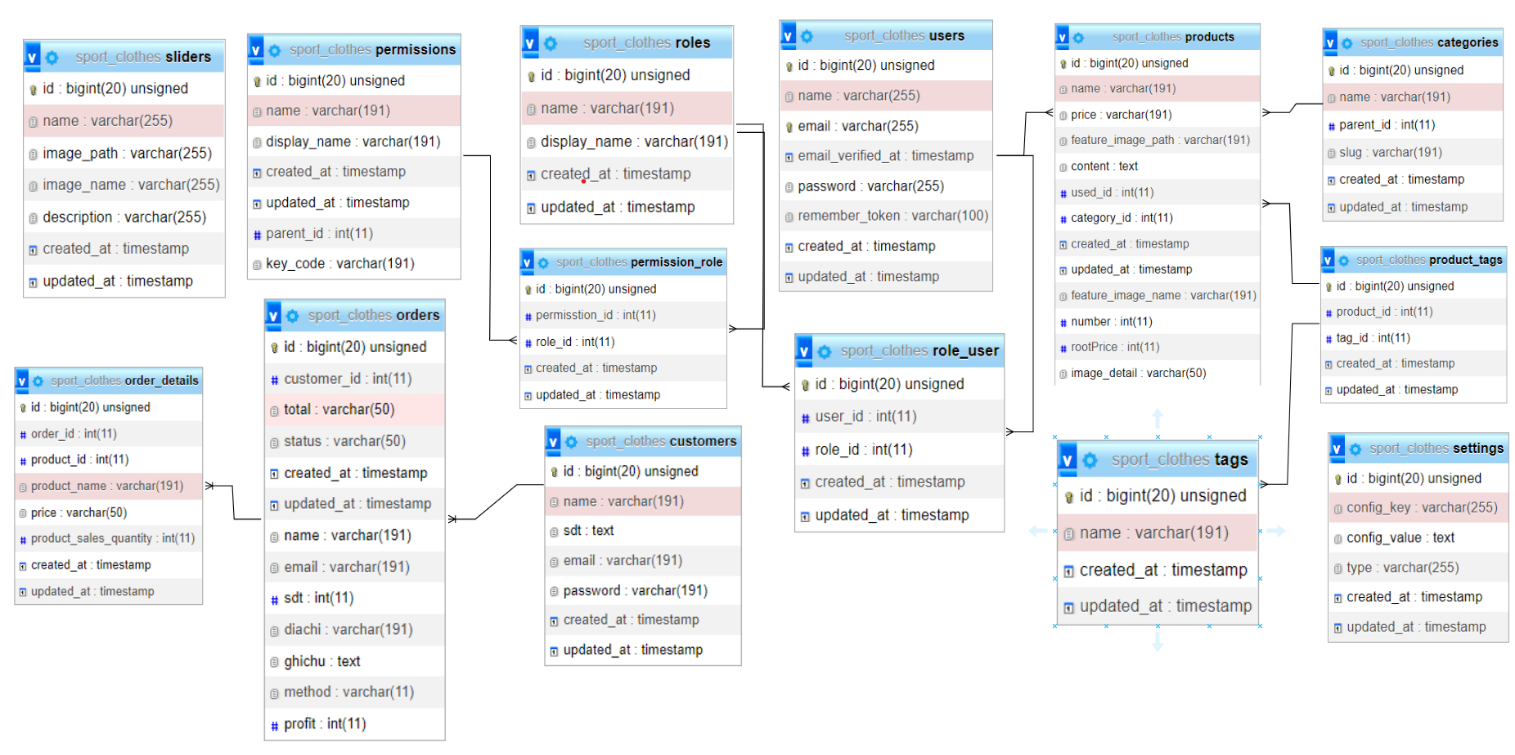 sport_clothes sliders
id : bigint(20) unsigned
name : varchar(255)
image_path : varchar(255)
image_name : varchar(255)
description : varchar(255)
created_at : timestamp
updated_at : timestamp
sport_clothes permissions
id : bigint(20) unsigned
name : varchar(191)
display_name : varchar(191)
created_at : timestamp
updated_at : timestamp
parent_id : int(11)
key_code : varchar(191)
sport_clothes roles
id : bigint(20) unsigned
name : varchar(191)
display_name : varchar(191)
created_at : timestamp
updated_at : timestamp
sport_clothes users
id : bigint(20) unsigned
name : varchar(255)
email : varchar(255)
email_verified_at : timestamp
password : varchar(255)
remember_token : varchar(100)
created_at : timestamp
updated_at : timestamp
sport_clothes products
id : bigint(20) unsigned
name : varchar(191)
price : varchar(191)
feature_image_path : varchar(191)
content : text
used_id : int(11)
category_id : int(11)
created_at : timestamp
updated_at : timestamp
feature_image_name : varchar(191)
number : int(11)
rootPrice : int(11)
image_detail : varchar(50)
sport_clothes categories
id : bigint(20) unsigned
name : varchar(191)
parent_id : int(11)
slug : varchar(191)
created_at : timestamp
updated_at : timestamp
sport_clothes permission_role
id : bigint(20) unsigned
permisstion_id : int(11)
role_id : int(11)
created_at : timestamp
updated_at : timestamp
sport_clothes product_tags
id : bigint(20) unsigned
product_id : int(11)
tag_id : int(11)
created_at : timestamp
updated_at : timestamp
sport_clothes orders
id : bigint(20) unsigned
customer_id : int(11)
total : varchar(50)
status : varchar(50)
created_at : timestamp
updated_at : timestamp
name : varchar(191)
email : varchar(191)
sdt : int(11)
diachi : varchar(191)
ghichu : text
method : varchar(11)
profit : int(11)
sport_clothes role_user
id : bigint(20) unsigned
user_id : int(11)
role_id : int(11)
created_at : timestamp
updated_at : timestamp
sport_clothes order_details
id : bigint(20) unsigned
order_id : int(11)
product_id : int(11)
product_name : varchar(191)
price : varchar(50)
product_sales_quantity : int(11)
created_at : timestamp
updated_at : timestamp
sport_clothes customers
id : bigint(20) unsigned
name : varchar(191)
sdt : text
email : varchar(191)
password : varchar(191)
created_at : timestamp
updated_at : timestamp
sport_clothes tags
id : bigint(20) unsigned
name : varchar(191)
created_at : timestamp
updated_at : timestamp
sport_clothes settings
id : bigint(20) unsigned
config_key : varchar(255)
config_value : text
type : varchar(255)
created_at : timestamp
updated_at : timestamp